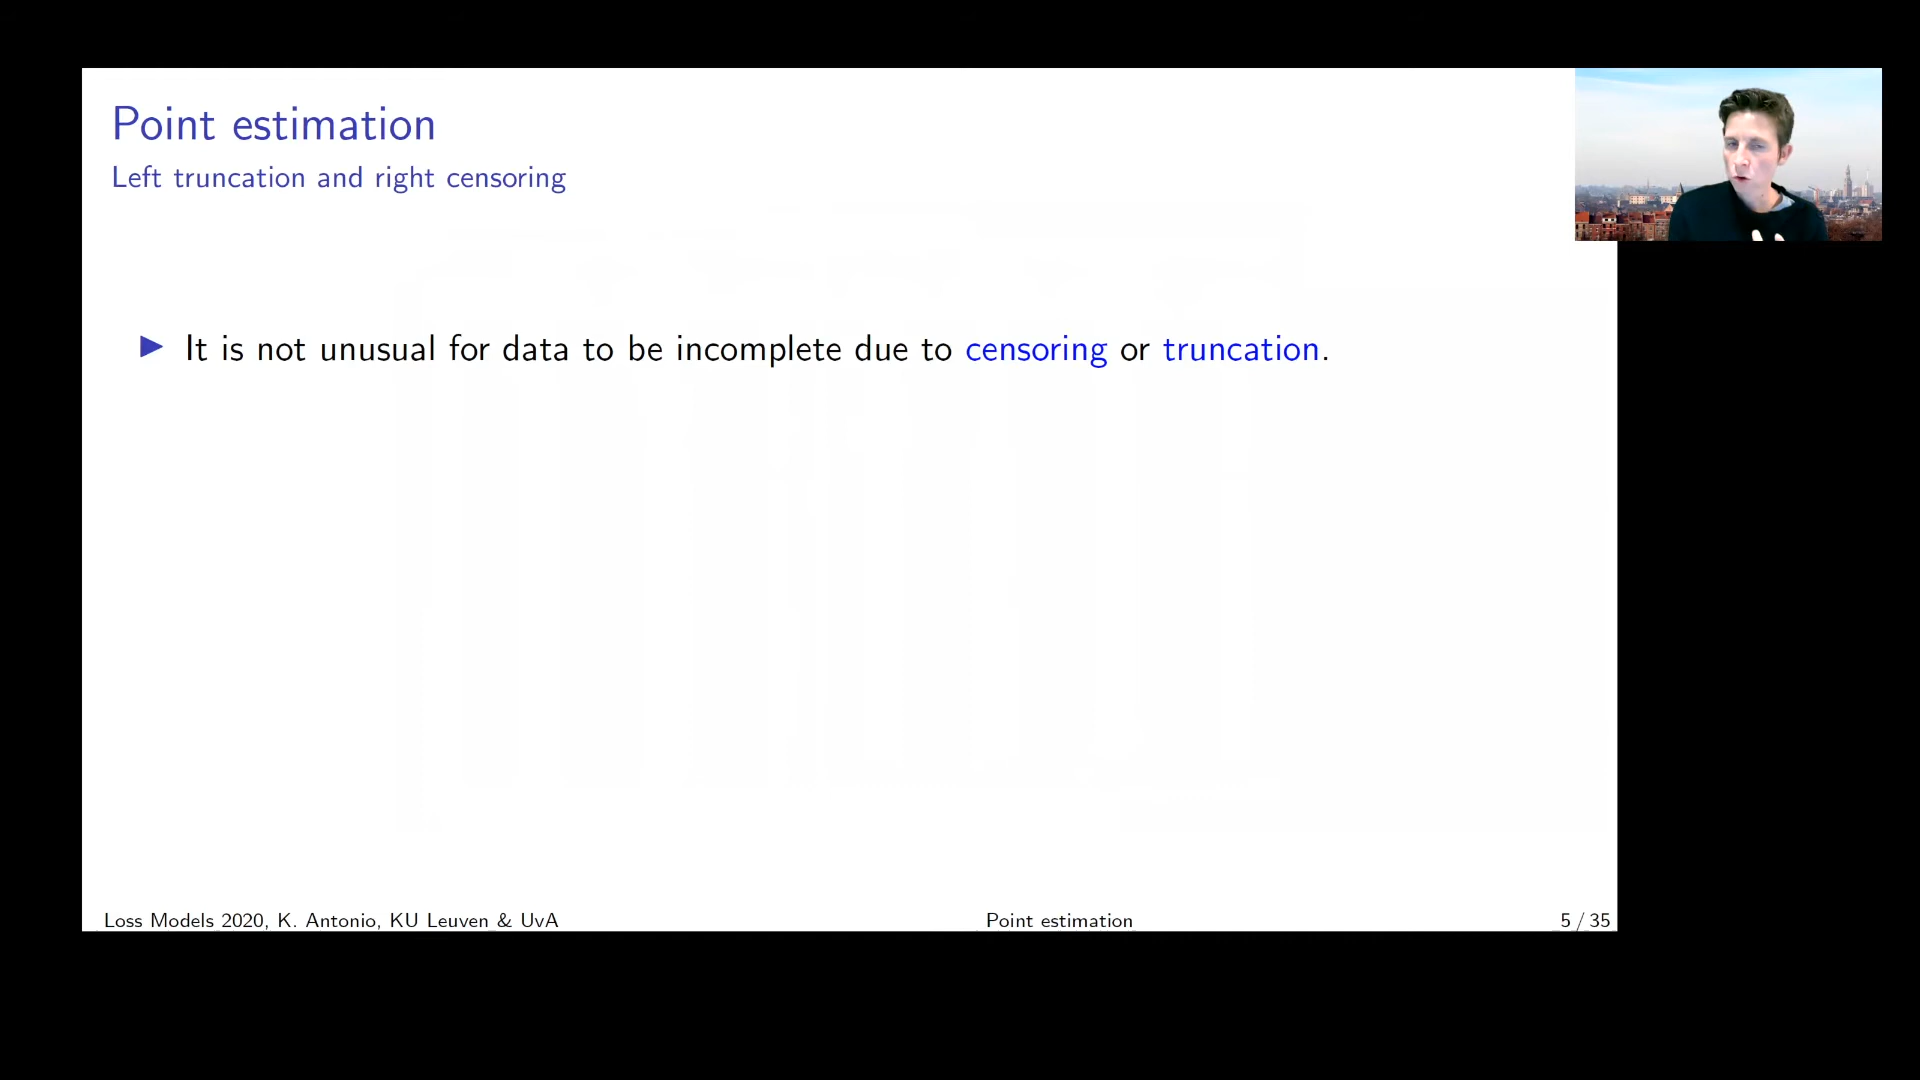 Point estimation
Left truncation and right censoring
▶ It is not unusual for data to be incomplete due to censoring or truncation.
Loss Models 2020, K. Antonio, KU Leuven & UvA
Point estimation
5 / 35